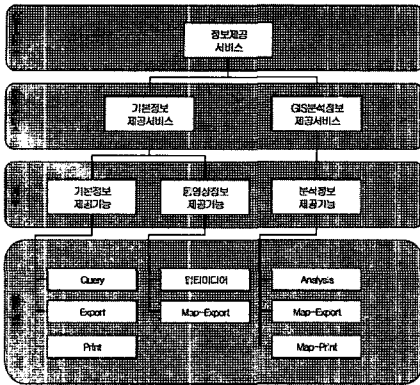 정보제공
서비스
기본정보
제공서비스
GIS분석정보
제공서비스
기본정보
제공기능
동영상정보
제공기능
분석정보
제공기능
Query
멀티미디어
Analysis
Export
Map-Export
Map-Export
Print
Map-Print